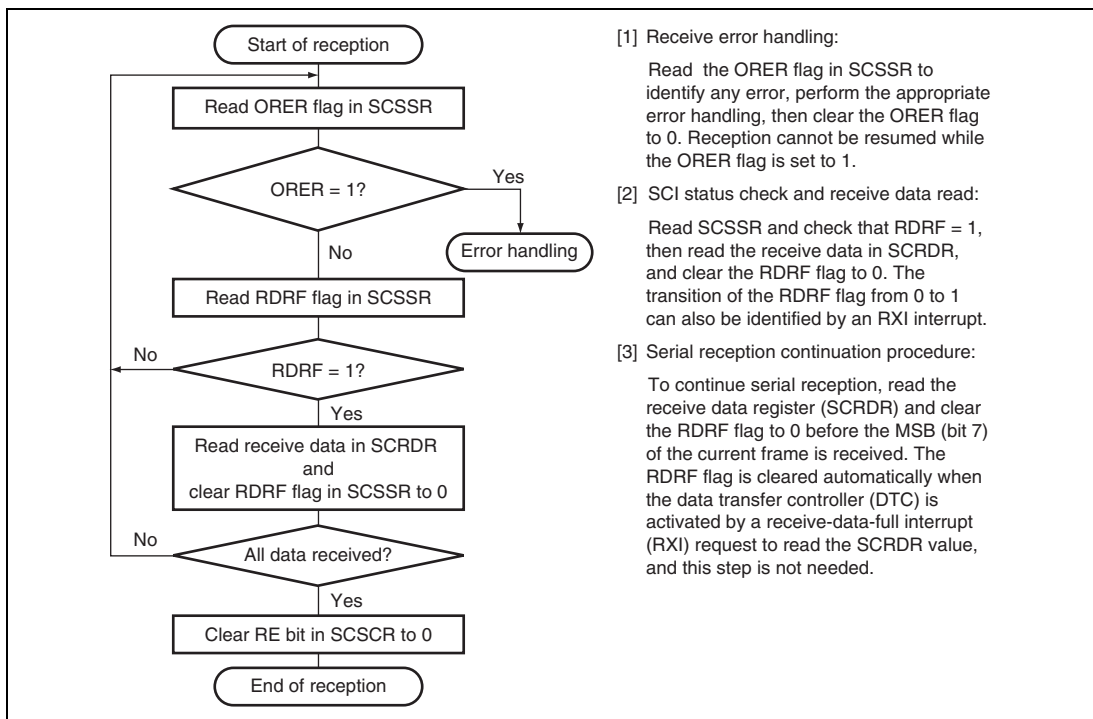 Start of reception
Read ORER flag in SCSSR
ORER = 1?
Yes
Error handling
No
Read RDRF flag in SCSSR
No
RDRF = 1?
Yes
Read receive data in SCRDR
and
clear RDRF flag in SCSSR to 0
No
All data received?
Yes
Clear RE bit in SCSCR to 0
End of reception
[1] Receive error handling:
Read the ORER flag in SCSSR to
identify any error, perform the appropriate
error handling, then clear the ORER flag
to 0. Reception cannot be resumed while
the ORER flag is set to 1.
[2] SCI status check and receive data read:
Read SCSSR and check that RDRF = 1,
then read the receive data in SCRDR,
and clear the RDRF flag to 0. The
transition of the RDRF flag from 0 to 1
can also be identified by an RXI interrupt.
[3] Serial reception continuation procedure:
To continue serial reception, read the
receive data register (SCRDR) and clear
the RDRF flag to 0 before the MSB (bit 7)
of the current frame is received. The
RDRF flag is cleared automatically when
the data transfer controller (DTC) is
activated by a receive-data-full interrupt
(RXI) request to read the SCRDR value,
and this step is not needed.